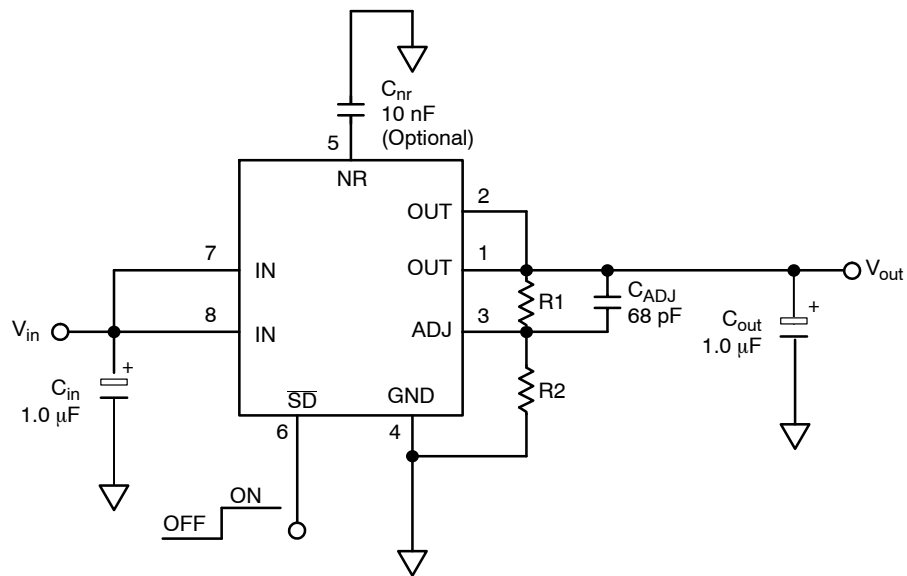 C_nr
10 nF
(Optional)
5
NR
OUT
2
OUT
1
7
IN
8
IN
ADJ
3
R1
C_ADJ
68 pF
V_out
C_out
+
1.0 μF
V_in
C_in
+
1.0 μF
SD
6
GND
4
R2
OFF
ON